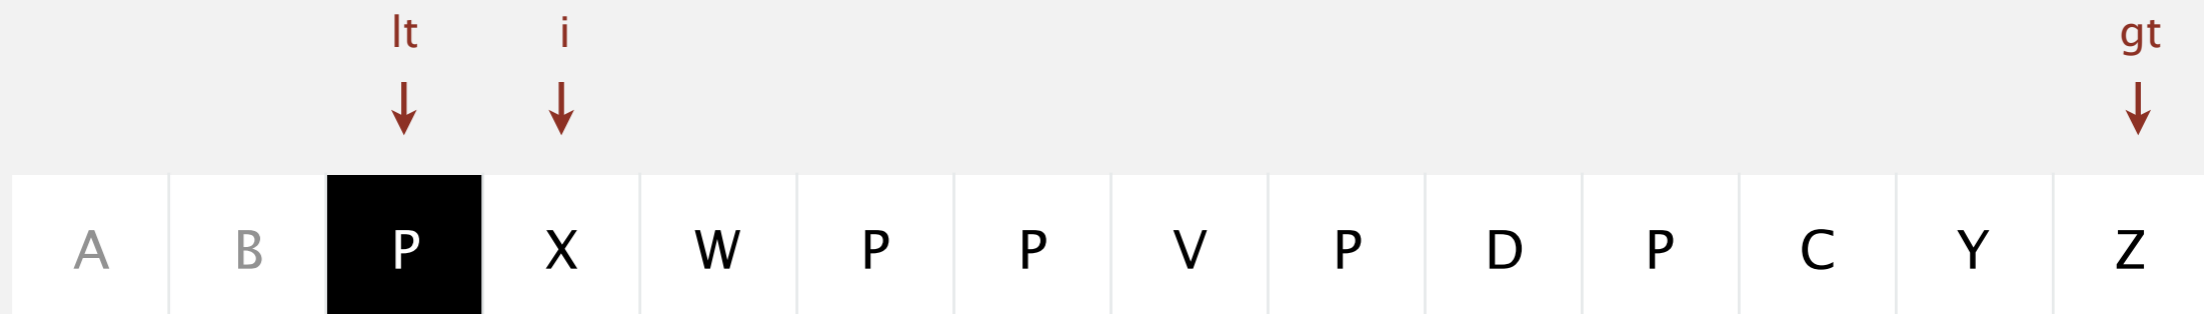 lt i gt
A B P X W P P V P D P C Y Z